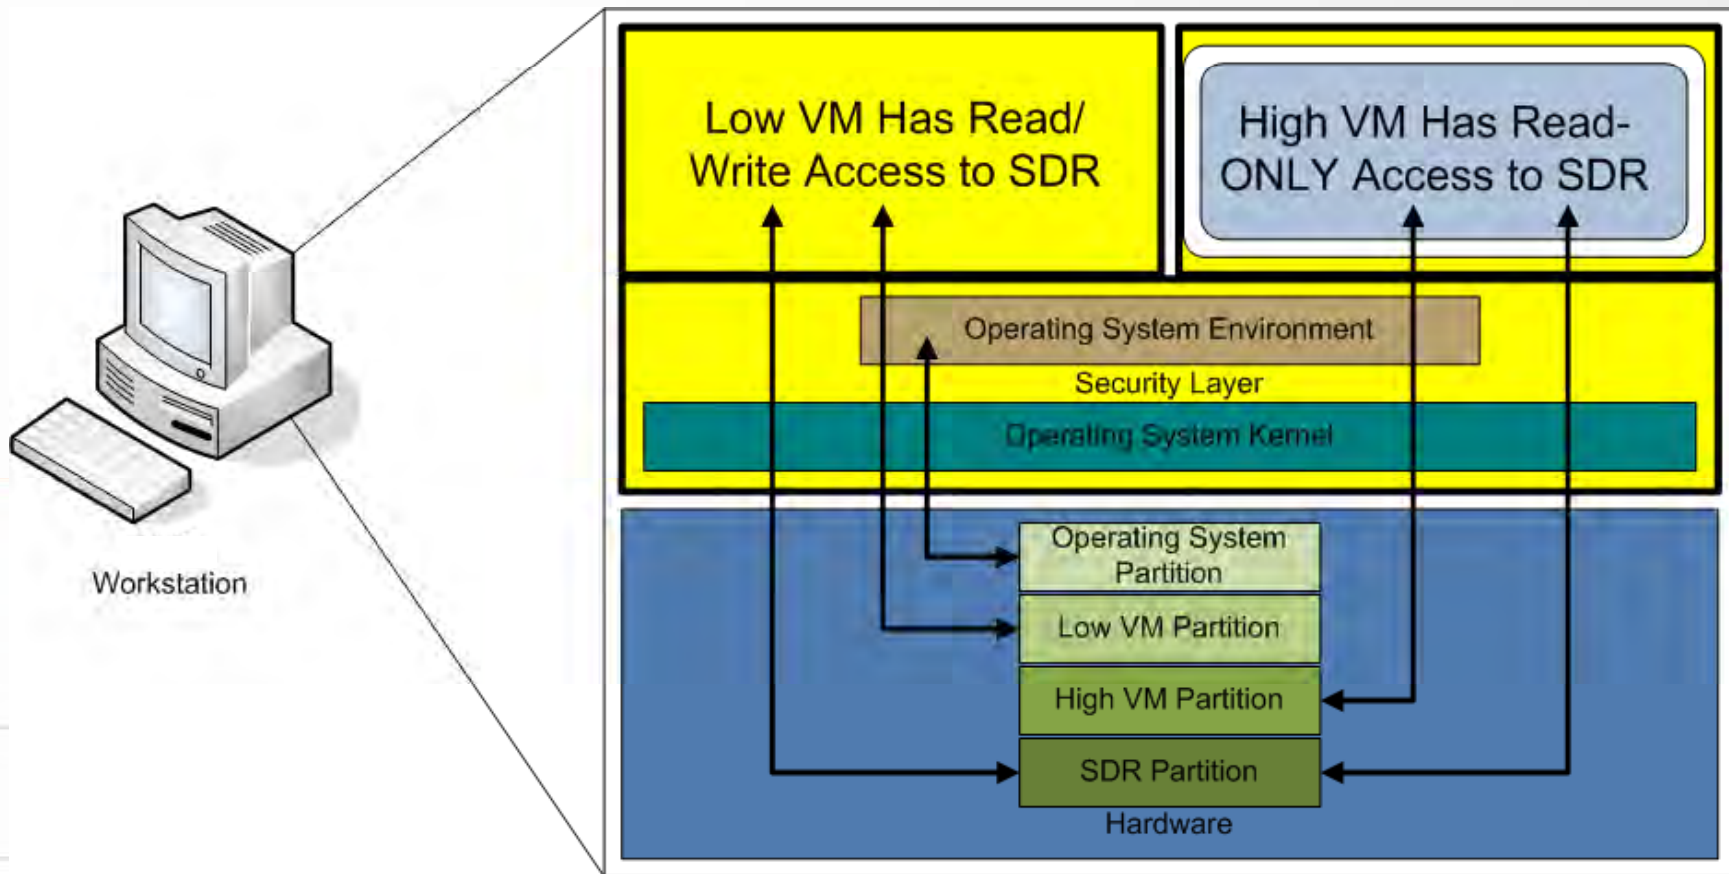 Low VM Has Read/
Write Access to SDR
High VM Has Read-
ONLY Access to SDR
Operating System Environment
Security Layer
Operating System Kernel
Workstation
Operating System
Partition
Low VM Partition
High VM Partition
SDR Partition
Hardware